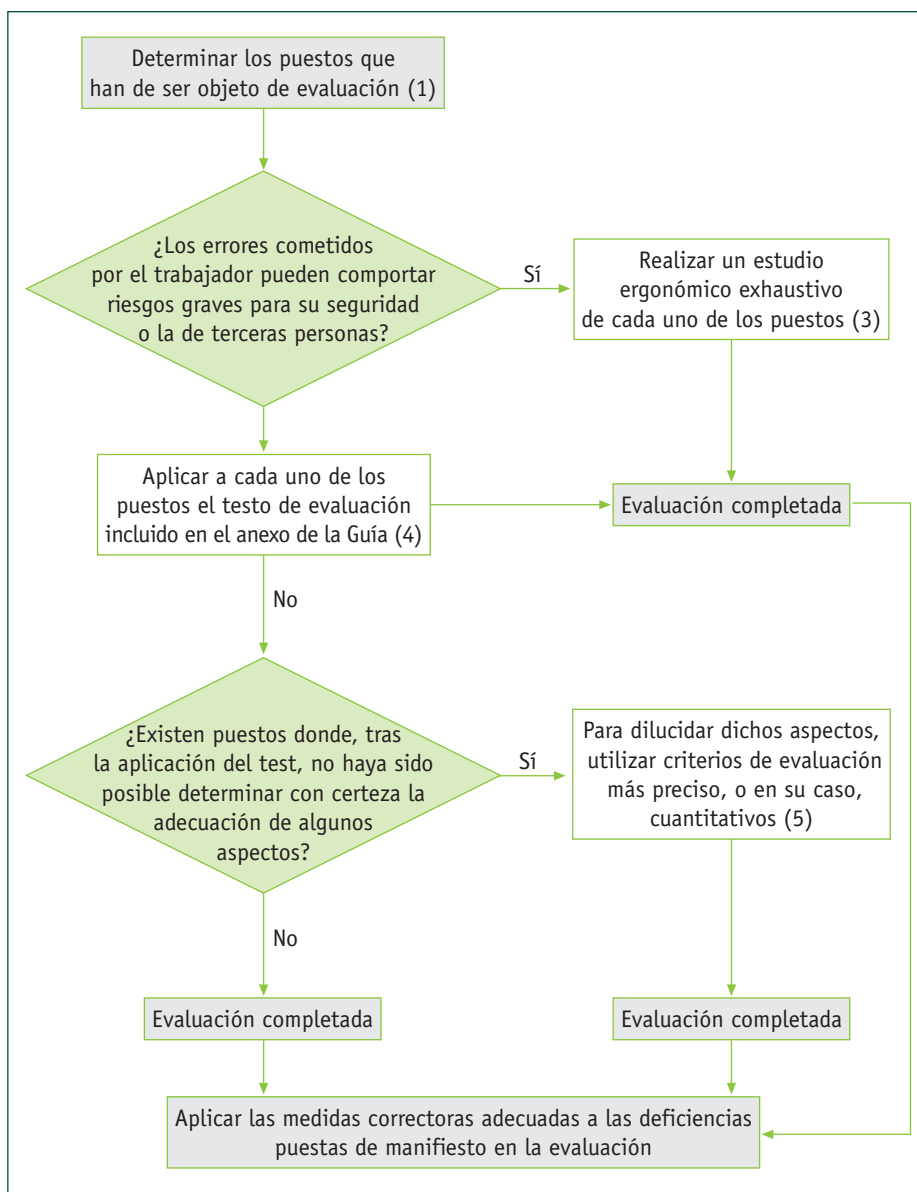 Determinar los puestos que
han de ser objeto de evaluación (1)
¿Los errores cometidos
por el trabajador pueden comportar
riesgos graves para su seguridad
o la de terceras personas?
Sí
Realizar un estudio
ergonómico exhaustivo
de cada uno de los puestos (3)
Aplicar a cada uno de los
puestos el testo de evaluación
incluido en el anexo de la Guía (4)
Evaluación completada
No
¿Existen puestos donde, tras
la aplicación del test, no haya sido
posible determinar con certeza la
adecuación de algunos
aspectos?
Sí
Para dilucidar dichos aspectos,
utilizar criterios de evaluación
más preciso, o en su caso,
cuantitativos (5)
No
Evaluación completada
Evaluación completada
Aplicar las medidas correctoras adecuadas a las deficiencias
puestas de manifiesto en la evaluación